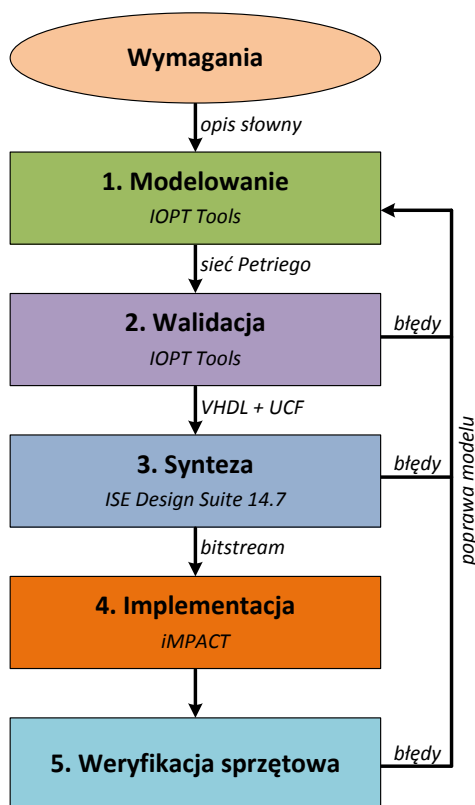 Wymagania
opis słowny
1. Modelowanie
IOPT Tools
sieć Petriego
2. Walidacja
IOPT Tools
błędy
VHDL + UCF
3. Synteza
ISE Design Suite 14.7
błędy
poprawa modelu
bitstream
4. Implementacja
iMPACT
5. Weryfikacja sprzętowa
błędy